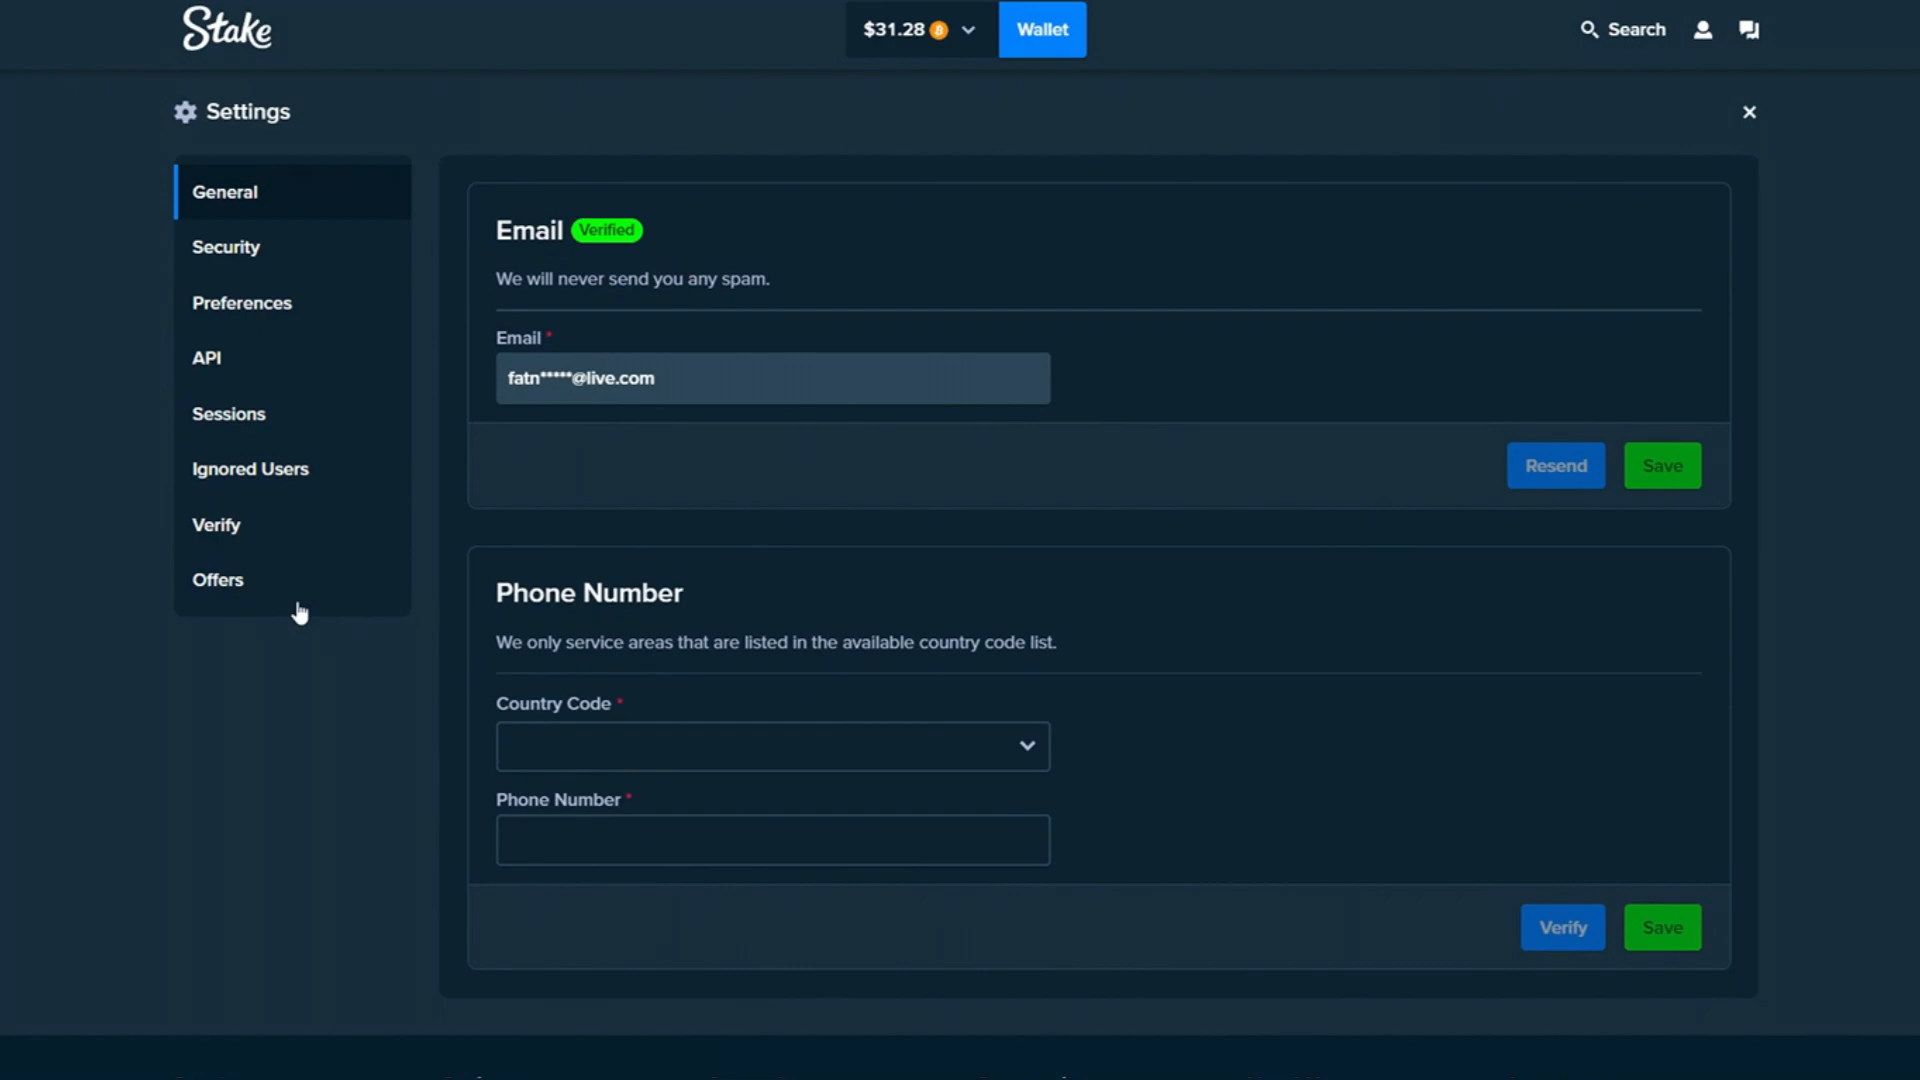 Stake
$31.28
Wallet
Search
Settings
General
Security
Preferences
API
Sessions
Ignored Users
Verify
Offers
Email Verified
We will never send you any spam.
Email *
fatn*****@live.com
Resend
Save
Phone Number
We only service areas that are listed in the available country code list.
Country Code *
Phone Number *
Verify
Save